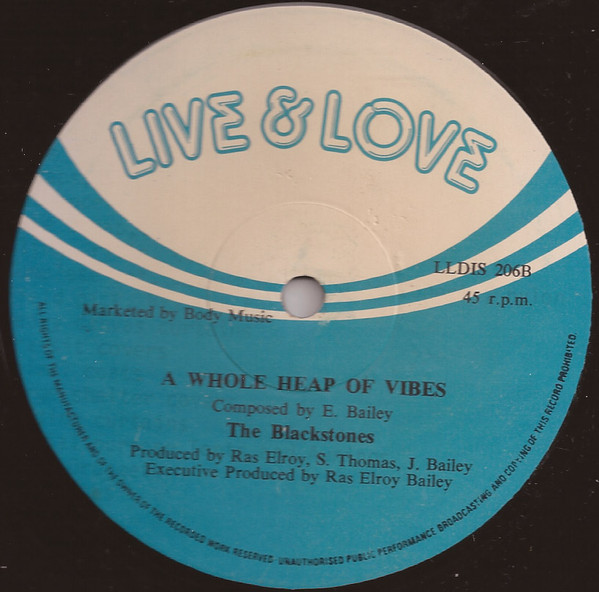 LIVE & LOVE
LLDIS 206B
45 r.p.m.
Marketed by Body Music
A WHOLE HEAP OF VIBES
Composed by E. Bailey
The Blackstones
Produced by Ras Elroy, S. Thomas, J. Bailey
Executive Produced by Ras Elroy Bailey
ALL RIGHTS OF THE MANUFACTURER AND OF THE OWNER OF THE RECORDED WORK RESERVED-UNAUTHORISED PUBLIC PERFORMANCE BROADCASTING AND COPYING OF THIS RECORD PROHIBITED